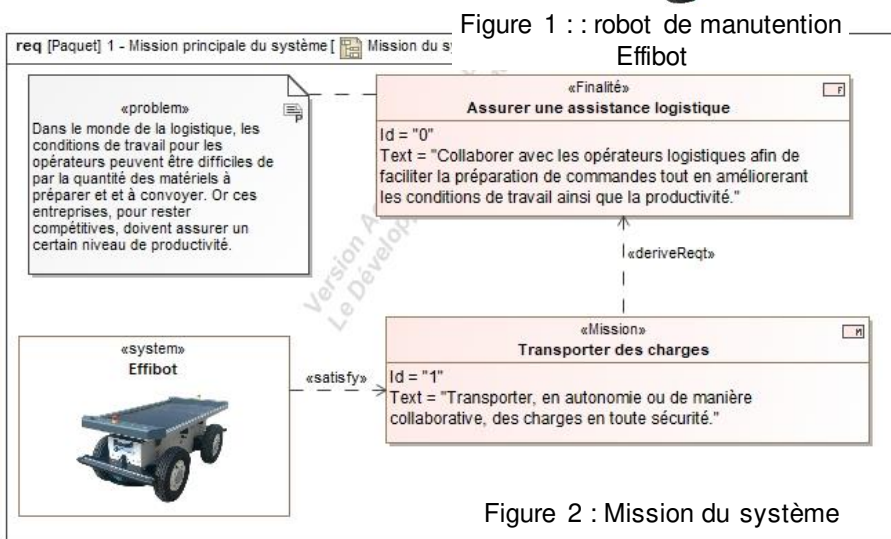 Figure 1 : : robot de manutention
Effibot
req [Paquet] 1 - Mission principale du système [ Mission du sy
«problem»
Dans le monde de la logistique, les
conditions de travail pour les
opérateurs peuvent être difficiles de
par la quantité des matériels à
préparer et et à convoyer. Or ces
entreprises, pour rester
compétitives, doivent assurer un
certain niveau de productivité.
P
«Finalité»
F
Assurer une assistance logistique
Id = "0"
Text = "Collaborer avec les opérateurs logistiques afin de
faciliter la préparation de commandes tout en améliorerant
les conditions de travail ainsi que la productivité."
Version
Le Dévelop
«deriveReqt»
«system»
Effibot
«satisfy»
«Mission»
M
Transporter des charges
Id = "1"
Text = "Transporter, en autonomie ou de manière
collaborative, des charges en toute sécurité."
Figure 2 : Mission du système